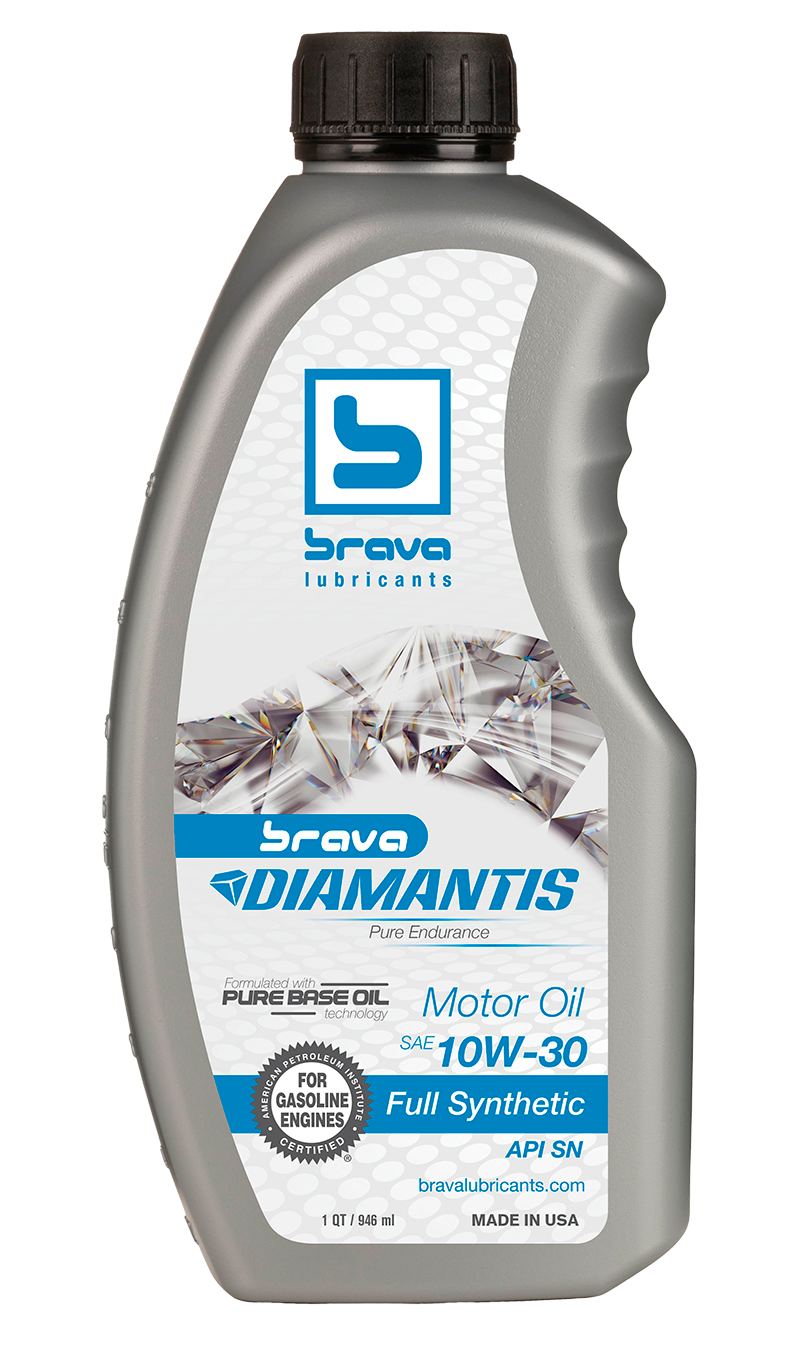 b
brava
lubricants
brava
DIAMANTIS
Pure Endurance
Formulated with
PURE BASE OIL
technology
Motor Oil
SAE 10W-30
AMERICAN PETROLEUM INSTITUTE
FOR
GASOLINE
ENGINES
· CERTIFIED ·
®
Full Synthetic
API SN
bravalubricants.com
1 QT / 946 ml
MADE IN USA